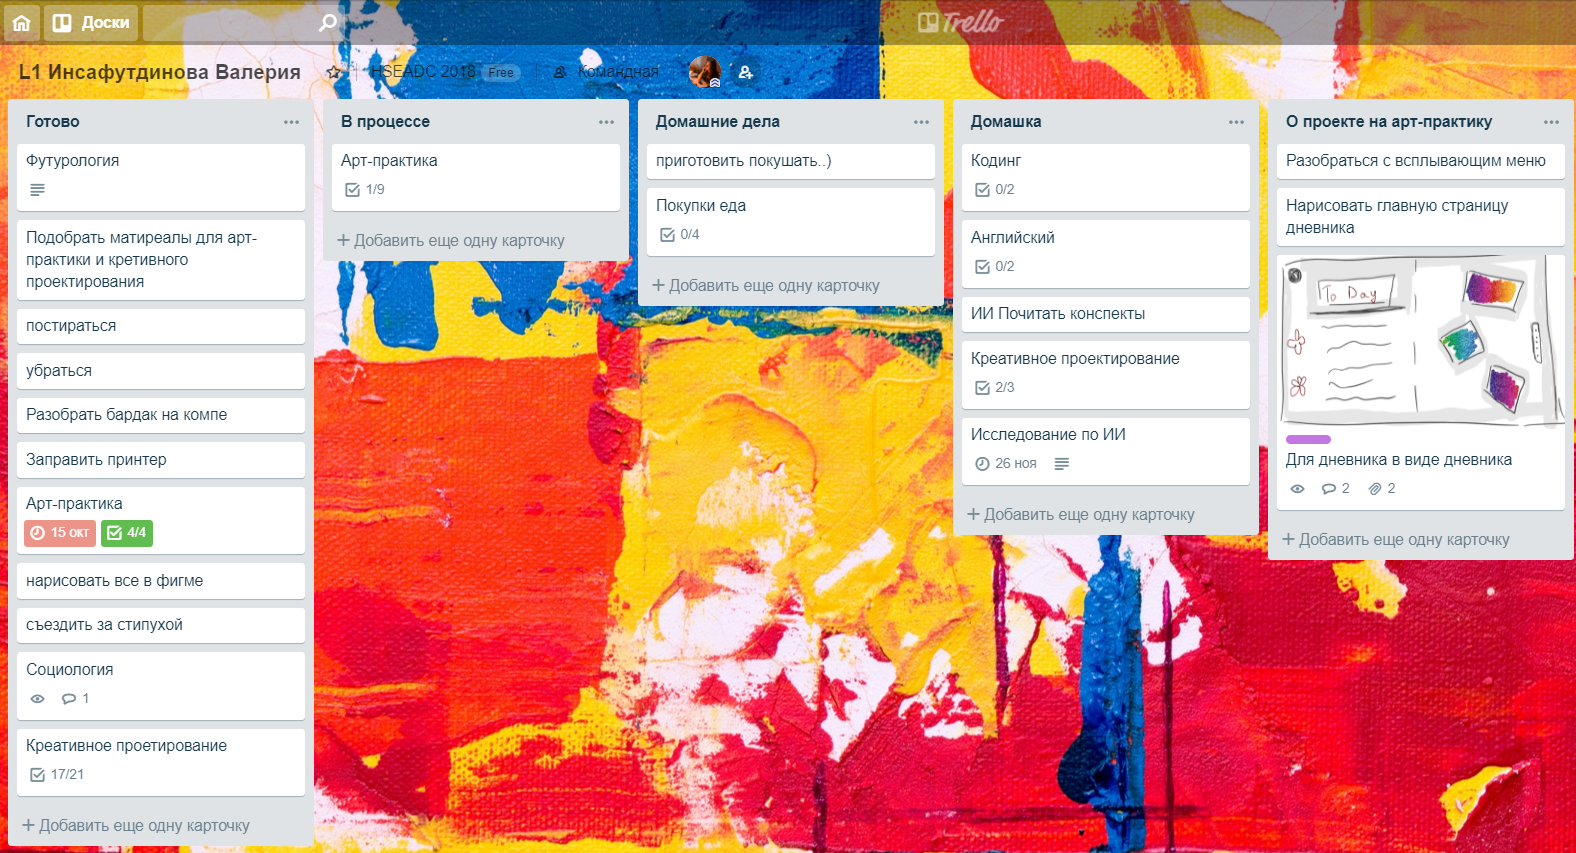 Доски
Trello
L1 Инсафутдинова Валерия
HSEADC 2018 Free
Командная
Готово
Футурология
Подобрать матиреалы для арт-
практики и кретивного
проектирования
постираться
убраться
Разобрать бардак на компе
Заправить принтер
Арт-практика
15 окт 4/4
нарисовать все в фигме
съездить за стипухой
Социология
1
Креативное проетирование
17/21
+ Добавить еще одну карточку
В процессе
Арт-практика
1/9
+ Добавить еще одну карточку
Домашние дела
приготовить покушать..)
Покупки еда
0/4
+ Добавить еще одну карточку
Домашка
Кодинг
0/2
Английский
0/2
ИИ Почитать конспекты
Креативное проектирование
2/3
Исследование по ИИ
26 ноя
+ Добавить еще одну карточку
О проекте на арт-практику
Разобраться с всплывающим меню
Нарисовать главную страницу
дневника
To Day
Для дневника в виде дневника
2 2
+ Добавить еще одну карточку